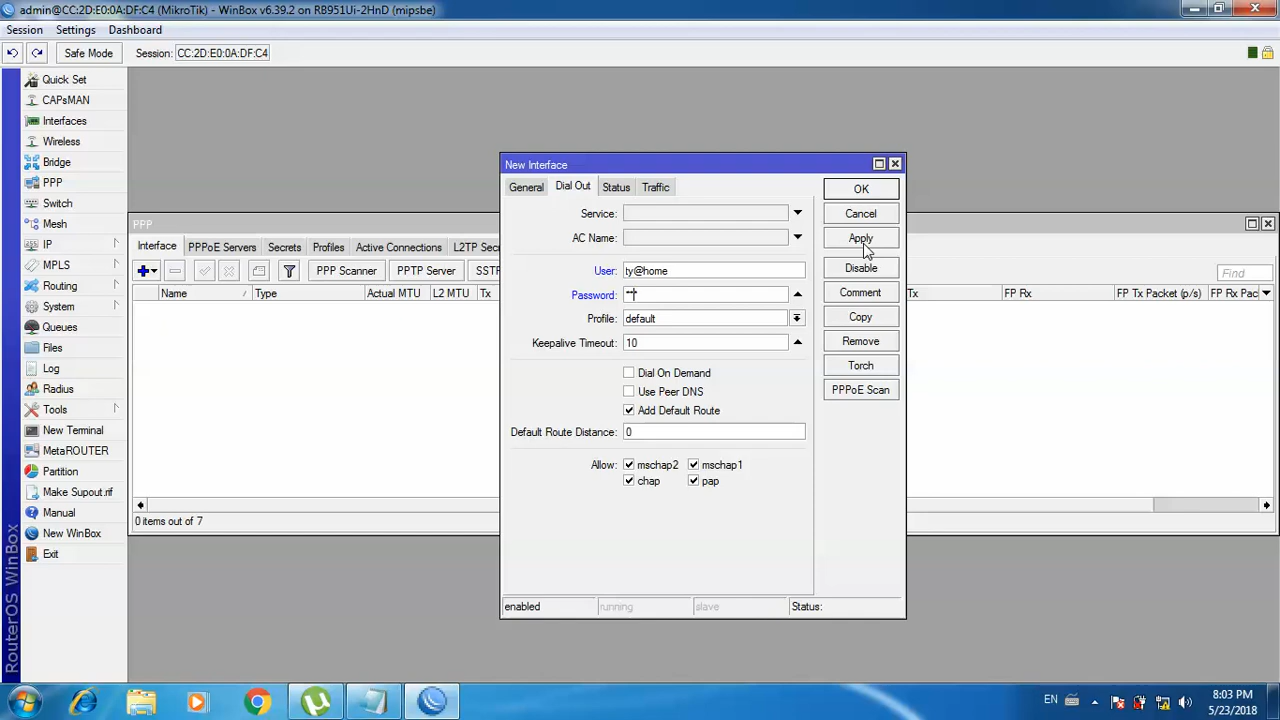 admin@CC:2D:E0:0A:DF:C4 (MikroTik) - WinBox v6.39.2 on RB951Ui-2HnD (mipsbe)
Session Settings Dashboard
Safe Mode Session: CC:2D:E0:0A:DF:C4
Quick Set
CAPsMAN
Interfaces
Wireless
Bridge
PPP
Switch
Mesh
IP
MPLS
Routing
System
Queues
Files
Log
Radius
Tools
New Terminal
MetaROUTER
Partition
Make Supout.rif
Manual
New WinBox
Exit
RouterOS WinBox
PPP
Interface PPPoE Servers Secrets Profiles Active Connections L2TP Sec
PPP Scanner PPTP Server SST Find
Name / Type Actual MTU L2 MTU Tx Tx FP Rx FP Tx Packet (p/s) FP Rx Pac
0 items out of 7
New Interface
General Dial Out Status Traffic
Service:
AC Name:
User: ty@home
Password: **
Profile: default
Keepalive Timeout: 10
Dial On Demand
Use Peer DNS
Add Default Route
Default Route Distance: 0
Allow: mschap2 mschap1
chap pap
OK
Cancel
Apply
Disable
Comment
Copy
Remove
Torch
PPPoE Scan
enabled running slave Status:
EN 8:03 PM
5/23/2018